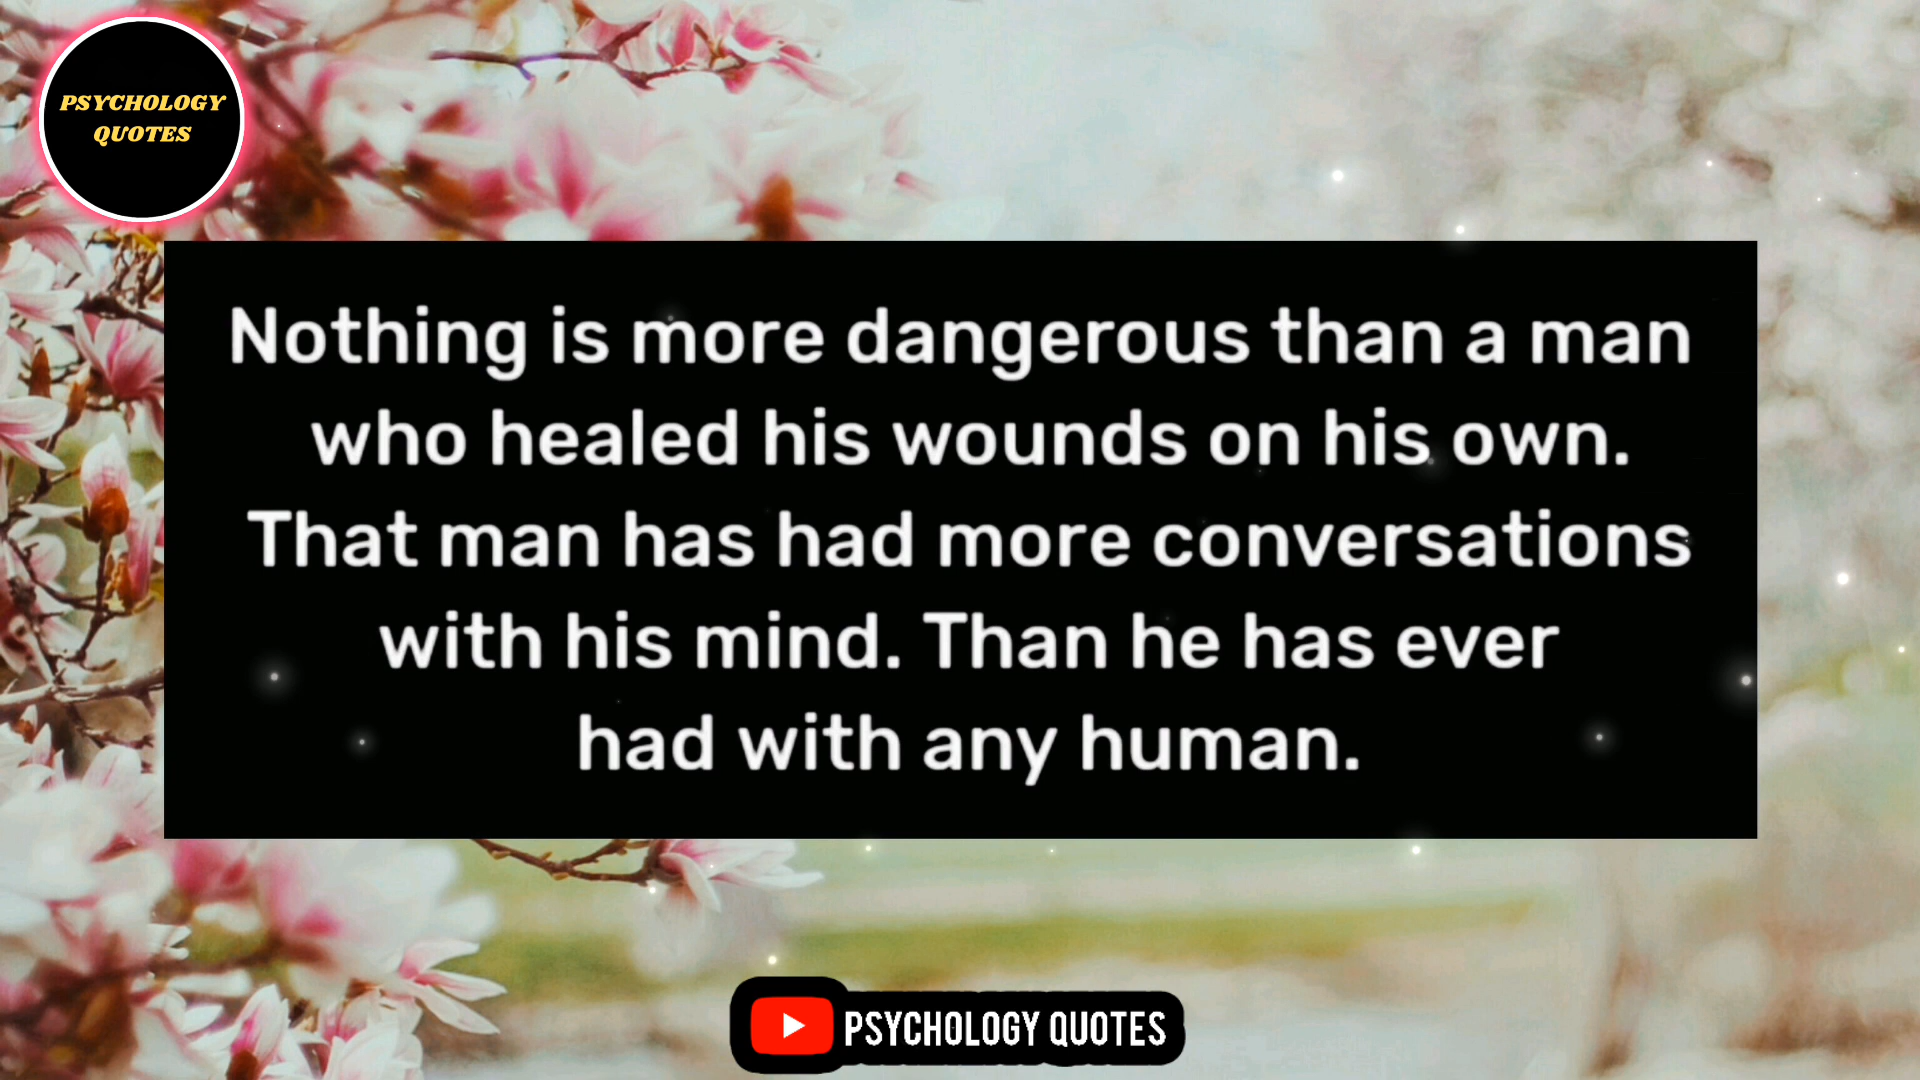 PSYCHOLOGY
QUOTES
Nothing is more dangerous than a man
who healed his wounds on his own.
That man has had more conversations
with his mind. Than he has ever
had with any human.
PSYCHOLOGY QUOTES